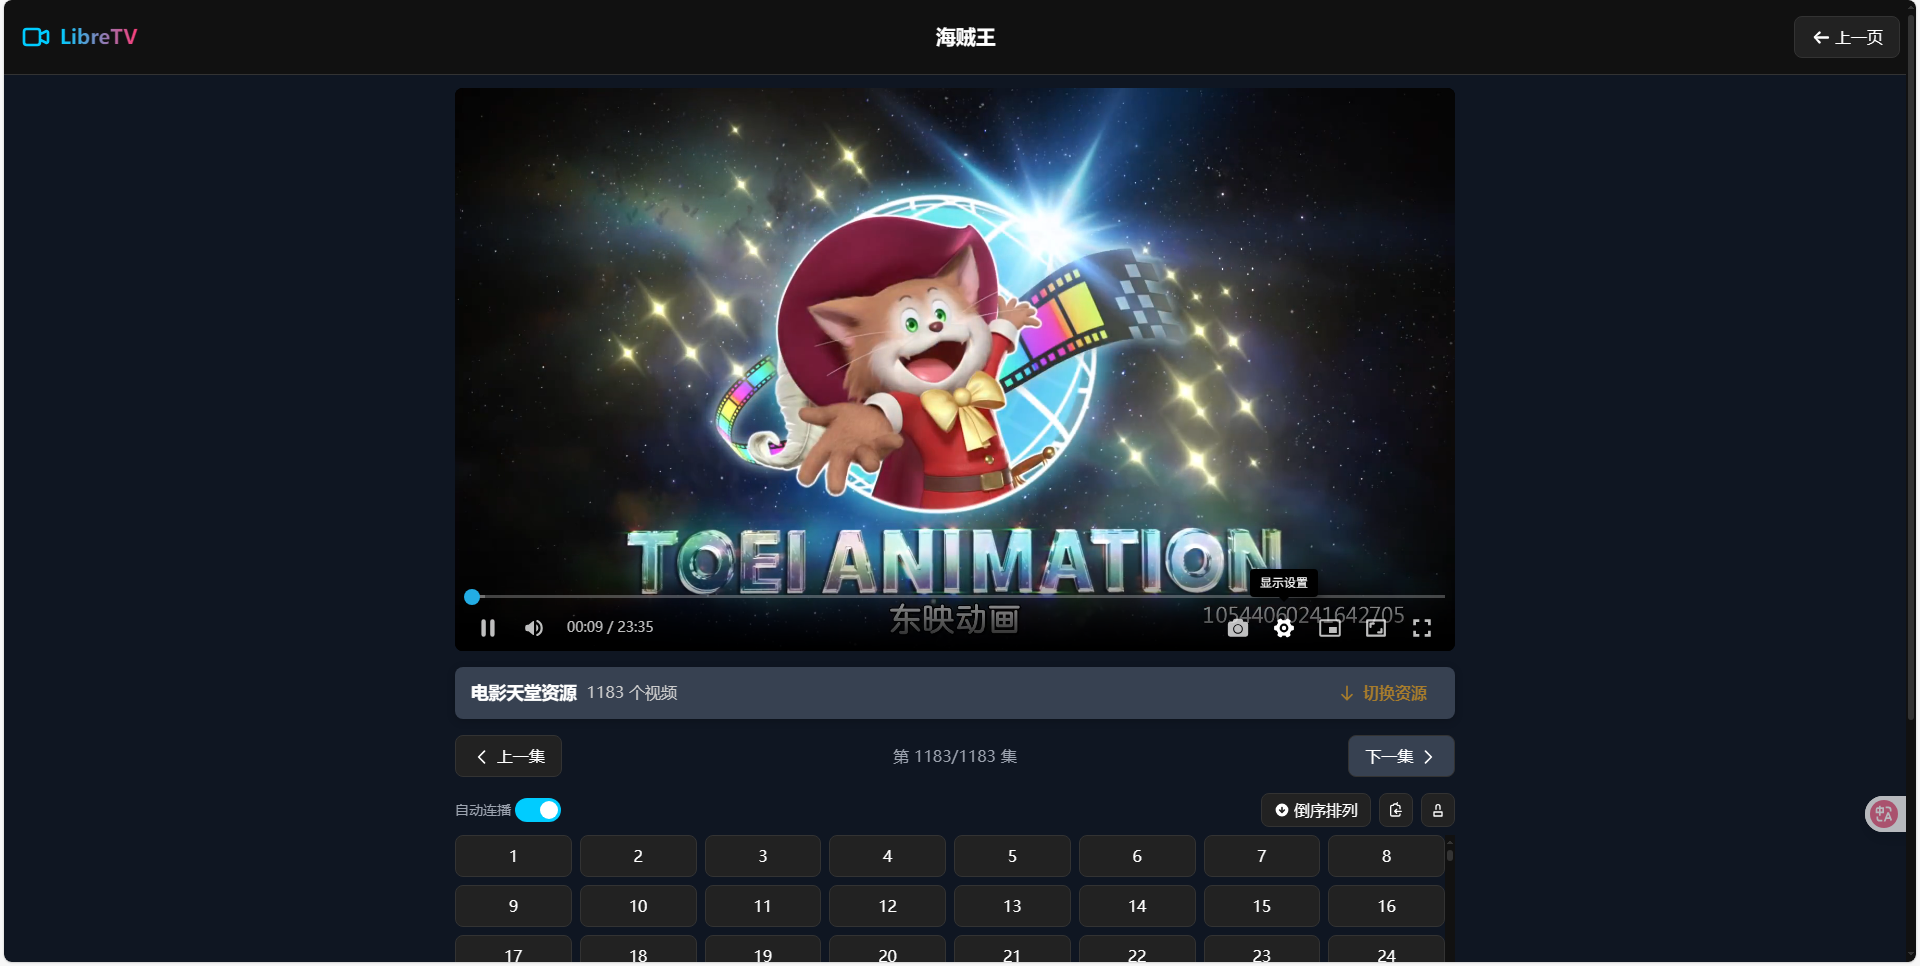 LibreTV
海贼王
上一页
TOEI ANIMATION
显示设置
东映动画
10544060241642705
00:09 / 23:35
电影天堂资源 1183 个视频
切换资源
上一集
第 1183/1183 集
下一集
自动连播
倒序排列
1 2 3 4 5 6 7 8
9 10 11 12 13 14 15 16
17 18 19 20 21 22 23 24